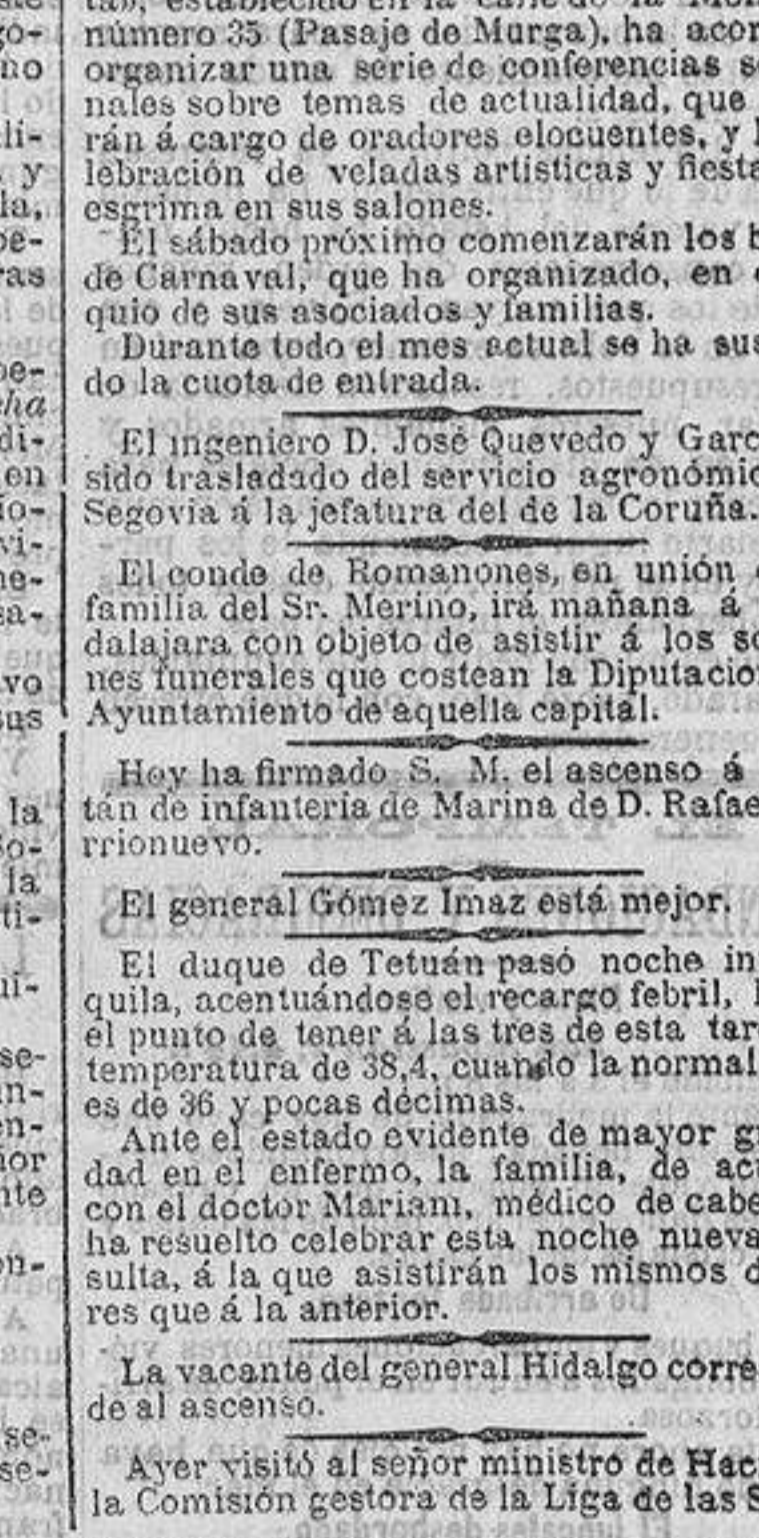 número 35 (Pasaje de Murga), ha acor
organizar una serie de conferencias s
nales sobre temas de actualidad, que
rán á cargo de oradores elocuentes, y l
lebración de veladas artísticas y fiesta
esgrima en sus salones.
El sábado próximo comenzarán los b
de Carnaval, que ha organizado, en
quio de sus asociados y familias.
Durante todo el mes actual se ha sus
do la cuota de entrada.
El ingeniero D. José Quevedo y Garc
sido trasladado del servicio agronómic
Segovia á la jefatura del de la Coruña.
El conde de Romanones, en unión
familia del Sr. Merino, irá mañana á
dalajara con objeto de asistir á los so
nes funerales que costean la Diputacio
Ayuntamiento de aquella capital.
Hoy ha firmado S. M. el ascenso á
tán de infantería de Marina de D. Rafae
rrionuevo.
El general Gómez Imaz está mejor.
El duque de Tetuán pasó noche in
quila, acentuándose el recargo febril,
el punto de tener á las tres de esta tar
temperatura de 38,4, cuando la normal
es de 36 y pocas décimas.
Ante el estado evidente de mayor gr
dad en el enfermo, la familia, de acu
con el doctor Mariani, médico de cabe
ha resuelto celebrar esta noche nueva
sulta, á la que asistirán los mismos d
res que á la anterior.
La vacante del general Hidalgo corre
de al ascenso.
Ayer visitó al señor ministro de Haci
la Comisión gestora de la Liga de las S